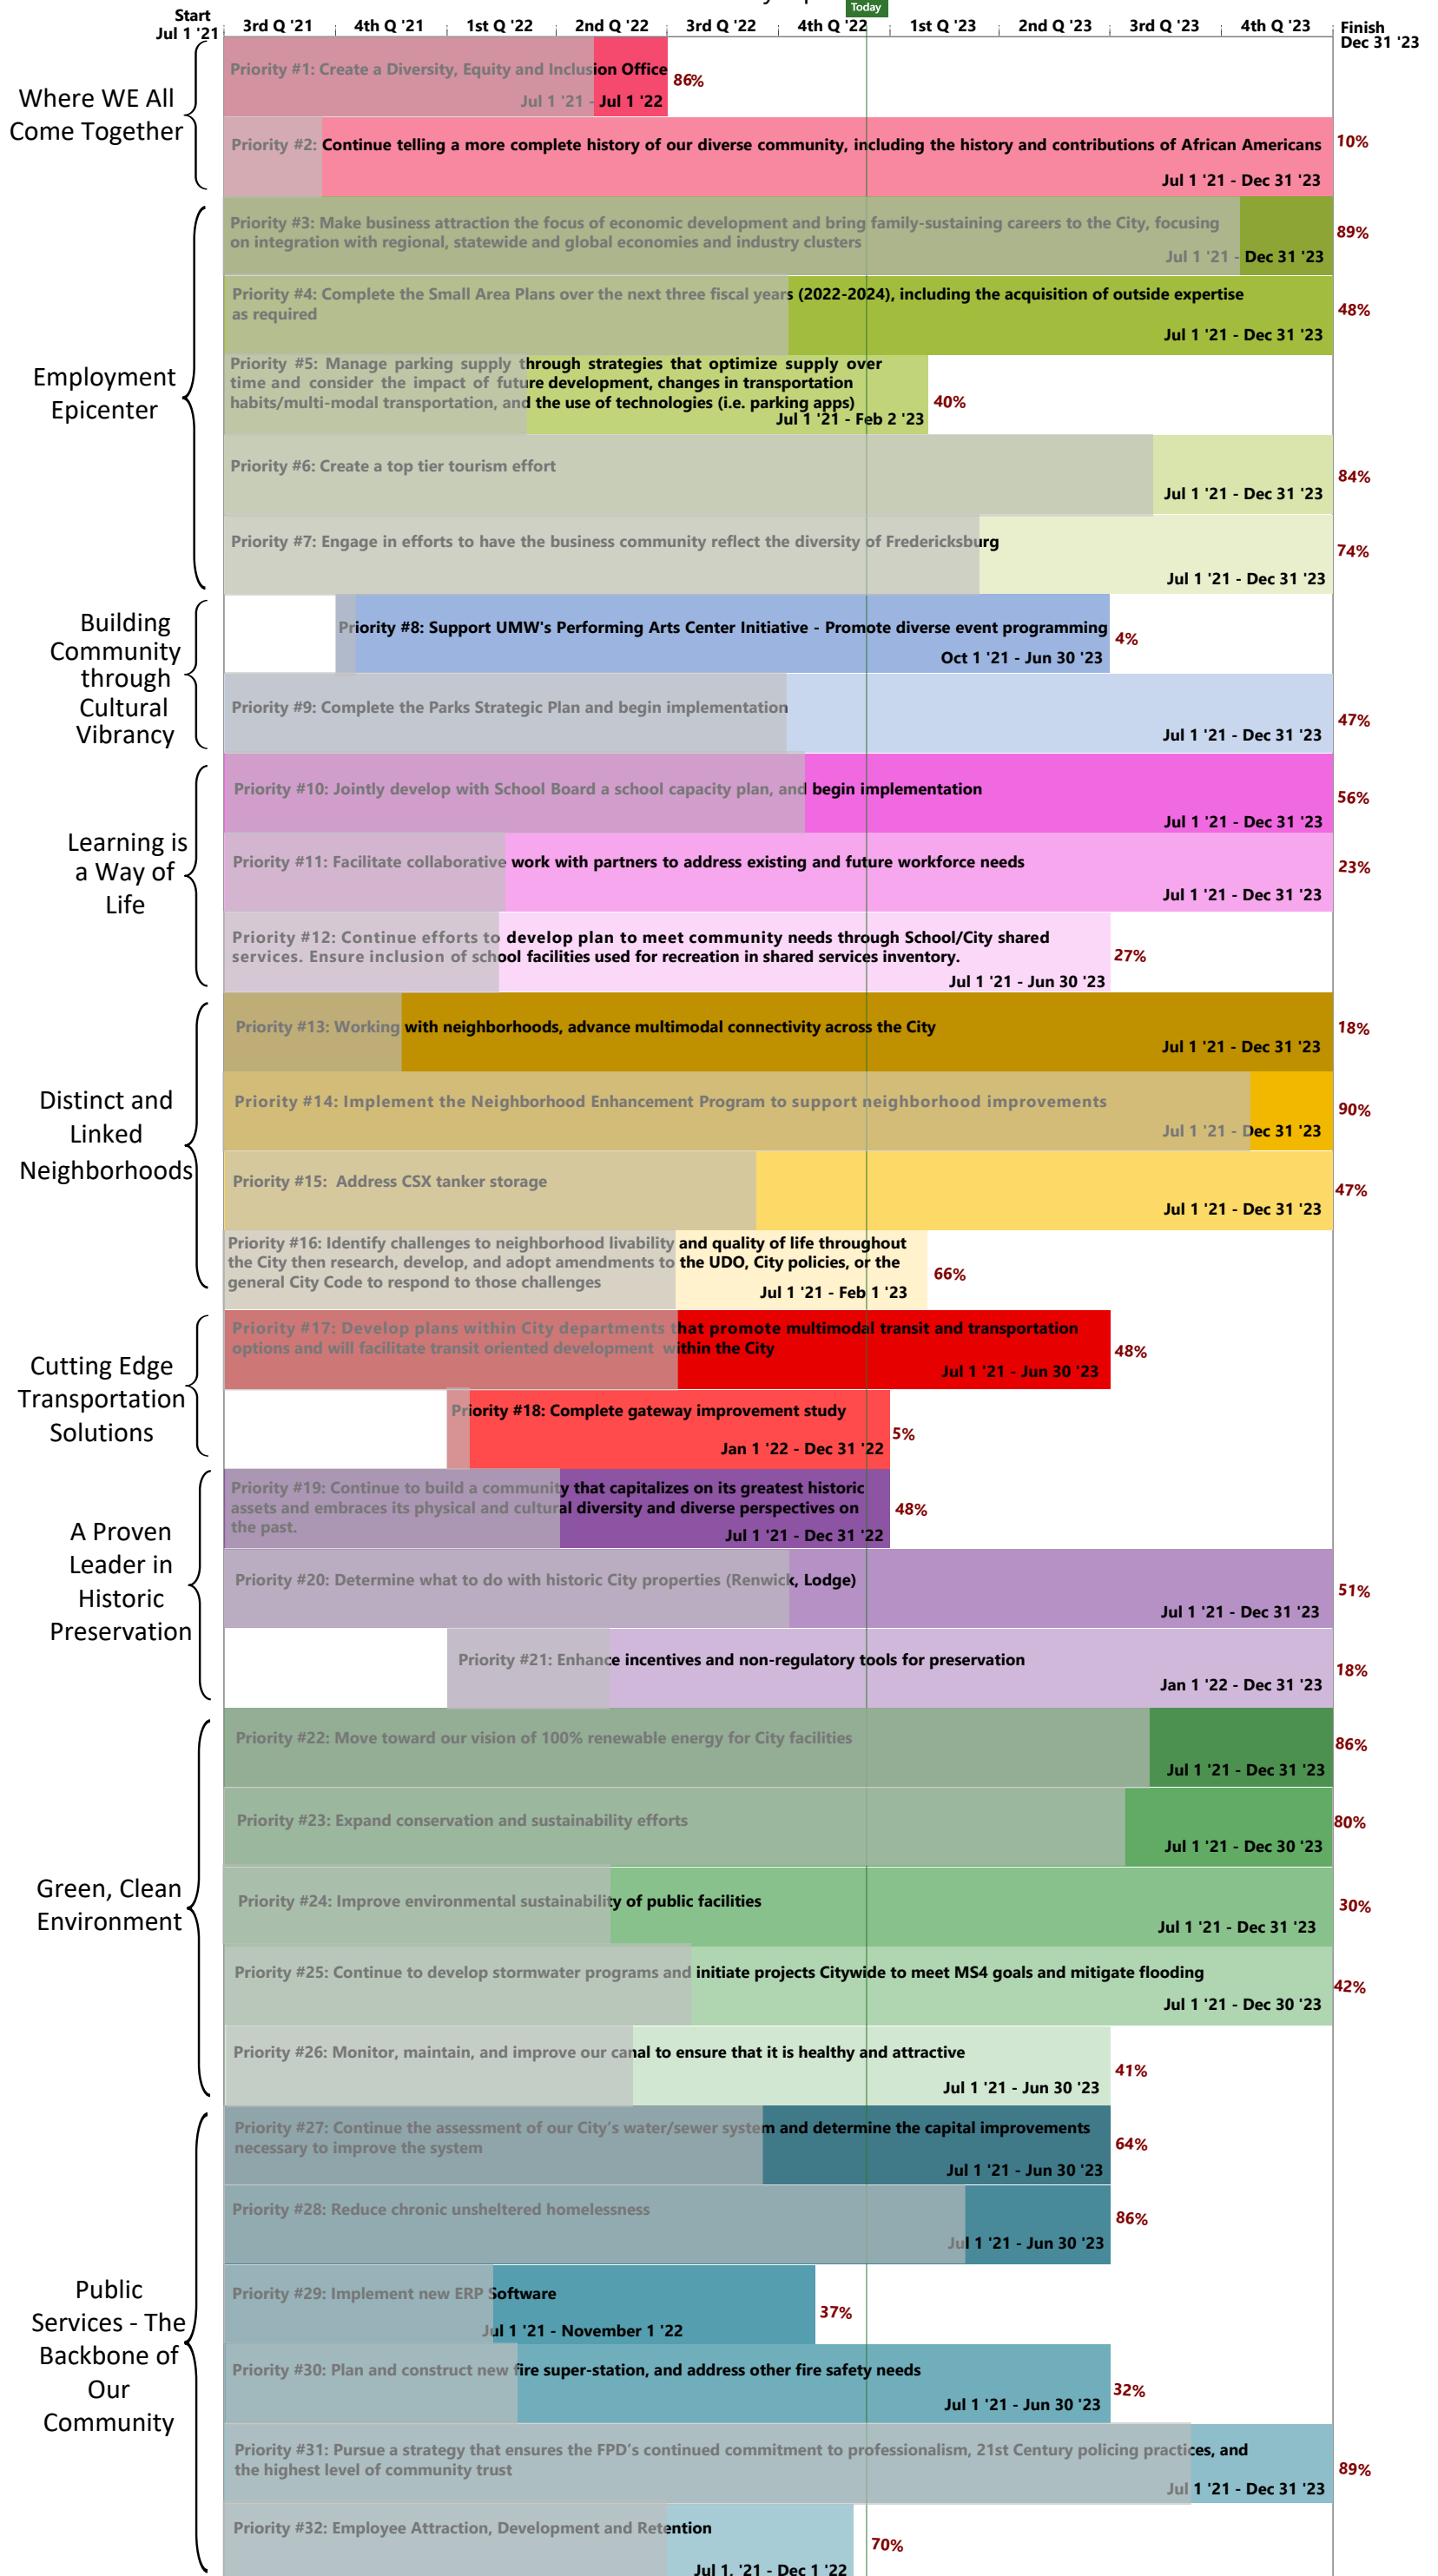 Today
Start
Jul 1 '21
3rd Q '21
4th Q '21
1st Q '22
2nd Q '22
3rd Q '22
4th Q '22
1st Q '23
2nd Q '23
3rd Q '23
4th Q '23
Finish
Dec 31 '23
Where WE All
Come Together
Priority #1: Create a Diversity, Equity and Inclusion Office
Jul 1 '21 - Jul 1 '22
86%
Priority #2: Continue telling a more complete history of our diverse community, including the history and contributions of African Americans
Jul 1 '21 - Dec 31 '23
10%
Employment
Epicenter
Priority #3: Make business attraction the focus of economic development and bring family-sustaining careers to the City, focusing
on integration with regional, statewide and global economies and industry clusters
Jul 1 '21 - Dec 31 '23
89%
Priority #4: Complete the Small Area Plans over the next three fiscal years (2022-2024), including the acquisition of outside expertise
as required
Jul 1 '21 - Dec 31 '23
48%
Priority #5: Manage parking supply through strategies that optimize supply over
time and consider the impact of future development, changes in transportation
habits/multi-modal transportation, and the use of technologies (i.e. parking apps)
Jul 1 '21 - Feb 2 '23
40%
Priority #6: Create a top tier tourism effort
Jul 1 '21 - Dec 31 '23
84%
Priority #7: Engage in efforts to have the business community reflect the diversity of Fredericksburg
Jul 1 '21 - Dec 31 '23
74%
Building
Community
through
Cultural
Vibrancy
Priority #8: Support UMW's Performing Arts Center Initiative - Promote diverse event programming
Oct 1 '21 - Jun 30 '23
4%
Priority #9: Complete the Parks Strategic Plan and begin implementation
Jul 1 '21 - Dec 31 '23
47%
Learning is
a Way of
Life
Priority #10: Jointly develop with School Board a school capacity plan, and begin implementation
Jul 1 '21 - Dec 31 '23
56%
Priority #11: Facilitate collaborative work with partners to address existing and future workforce needs
Jul 1 '21 - Dec 31 '23
23%
Priority #12: Continue efforts to develop plan to meet community needs through School/City shared
services. Ensure inclusion of school facilities used for recreation in shared services inventory.
Jul 1 '21 - Jun 30 '23
27%
Distinct and
Linked
Neighborhoods
Priority #13: Working with neighborhoods, advance multimodal connectivity across the City
Jul 1 '21 - Dec 31 '23
18%
Priority #14: Implement the Neighborhood Enhancement Program to support neighborhood improvements
Jul 1 '21 - Dec 31 '23
90%
Priority #15: Address CSX tanker storage
Jul 1 '21 - Dec 31 '23
47%
Priority #16: Identify challenges to neighborhood livability and quality of life throughout
the City then research, develop, and adopt amendments to the UDO, City policies, or the
general City Code to respond to those challenges
Jul 1 '21 - Feb 1 '23
66%
Cutting Edge
Transportation
Solutions
Priority #17: Develop plans within City departments that promote multimodal transit and transportation
options and will facilitate transit oriented development within the City
Jul 1 '21 - Jun 30 '23
48%
Priority #18: Complete gateway improvement study
Jan 1 '22 - Dec 31 '22
5%
A Proven
Leader in
Historic
Preservation
Priority #19: Continue to build a community that capitalizes on its greatest historic
assets and embraces its physical and cultural diversity and diverse perspectives on
the past.
Jul 1 '21 - Dec 31 '22
48%
Priority #20: Determine what to do with historic City properties (Renwick, Lodge)
Jul 1 '21 - Dec 31 '23
51%
Priority #21: Enhance incentives and non-regulatory tools for preservation
Jan 1 '22 - Dec 31 '23
18%
Green, Clean
Environment
Priority #22: Move toward our vision of 100% renewable energy for City facilities
Jul 1 '21 - Dec 31 '23
86%
Priority #23: Expand conservation and sustainability efforts
Jul 1 '21 - Dec 30 '23
80%
Priority #24: Improve environmental sustainability of public facilities
Jul 1 '21 - Dec 31 '23
30%
Priority #25: Continue to develop stormwater programs and initiate projects Citywide to meet MS4 goals and mitigate flooding
Jul 1 '21 - Dec 30 '23
42%
Priority #26: Monitor, maintain, and improve our canal to ensure that it is healthy and attractive
Jul 1 '21 - Jun 30 '23
41%
Public
Services - The
Backbone of
Our
Community
Priority #27: Continue the assessment of our City’s water/sewer system and determine the capital improvements
necessary to improve the system
Jul 1 '21 - Jun 30 '23
64%
Priority #28: Reduce chronic unsheltered homelessness
Jul 1 '21 - Jun 30 '23
86%
Priority #29: Implement new ERP Software
Jul 1 '21 - November 1 '22
37%
Priority #30: Plan and construct new fire super-station, and address other fire safety needs
Jul 1 '21 - Jun 30 '23
32%
Priority #31: Pursue a strategy that ensures the FPD’s continued commitment to professionalism, 21st Century policing practices, and
the highest level of community trust
Jul 1 '21 - Dec 31 '23
89%
Priority #32: Employee Attraction, Development and Retention
Jul 1, '21 - Dec 1 '22
70%